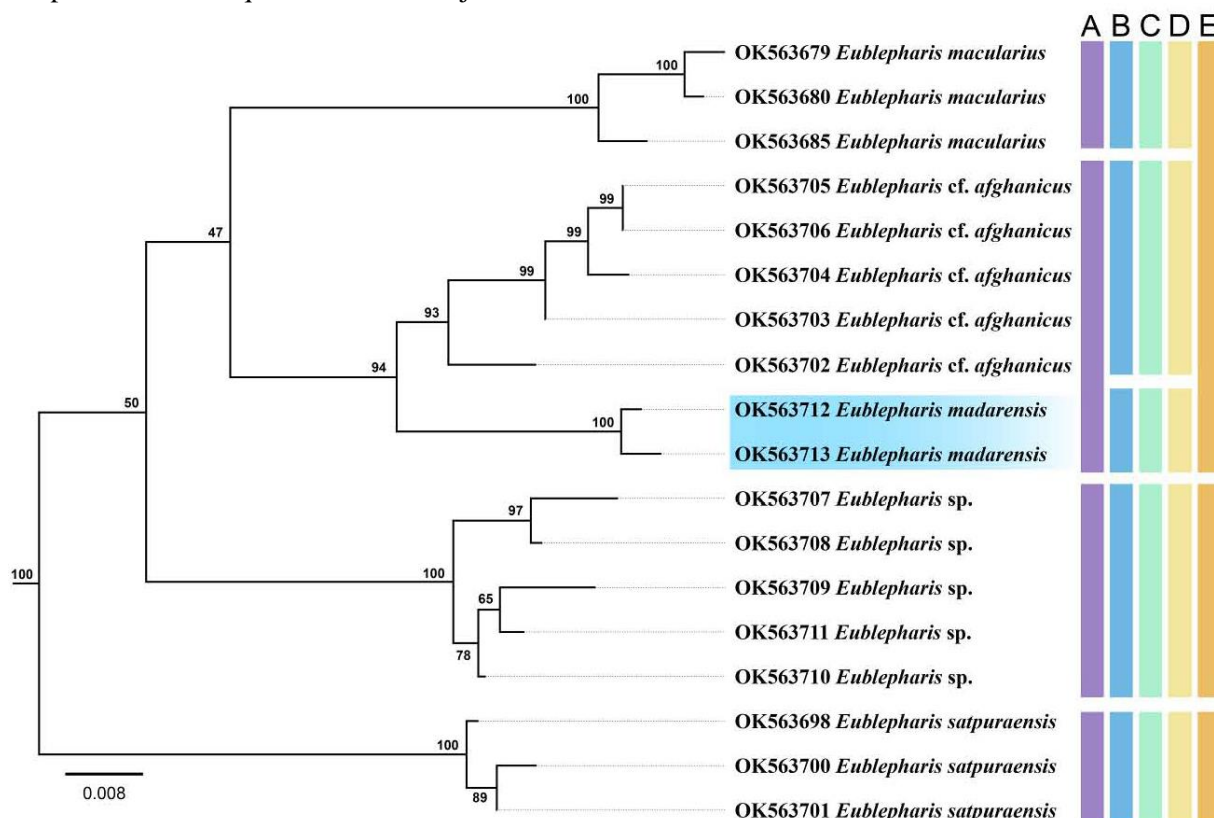 A B C D E
OK563679 Eublepharis macularius
100
OK563680 Eublepharis macularius
100
OK563685 Eublepharis macularius
OK563705 Eublepharis cf. afghanicus
99
OK563706 Eublepharis cf. afghanicus
99
47
OK563704 Eublepharis cf. afghanicus
99
OK563703 Eublepharis cf. afghanicus
93
OK563702 Eublepharis cf. afghanicus
94
50
OK563712 Eublepharis madarensis
100
OK563713 Eublepharis madarensis
OK563707 Eublepharis sp.
97
OK563708 Eublepharis sp.
100
100
OK563709 Eublepharis sp.
65
OK563711 Eublepharis sp.
78
OK563710 Eublepharis sp.
OK563698 Eublepharis satpuraensis
100
OK563700 Eublepharis satpuraensis
89
0.008
OK563701 Eublepharis satpuraensis